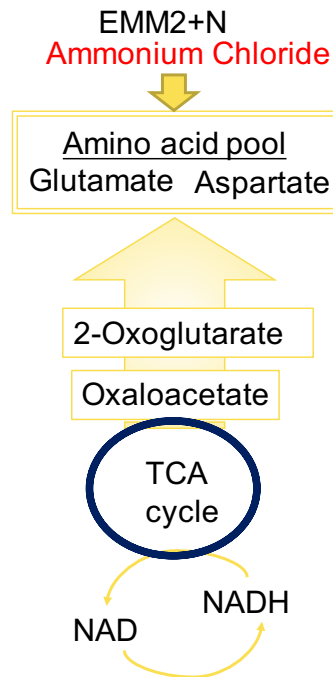 EMM2+N
Ammonium Chloride
Amino acid pool
Glutamate Aspartate
2-Oxoglutarate
Oxaloacetate
TCA
cycle
NADH
NAD